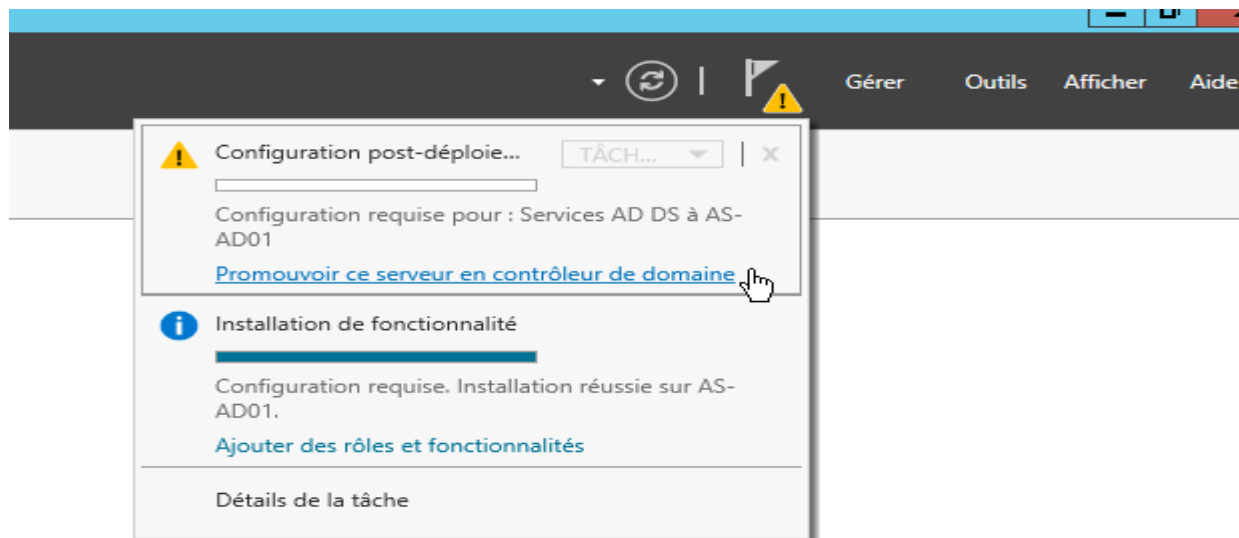 Gérer Outils Afficher Aide
Configuration post-déploie... TÂCH...
Configuration requise pour : Services AD DS à AS-
AD01
Promouvoir ce serveur en contrôleur de domaine
Installation de fonctionnalité
Configuration requise. Installation réussie sur AS-
AD01.
Ajouter des rôles et fonctionnalités
Détails de la tâche